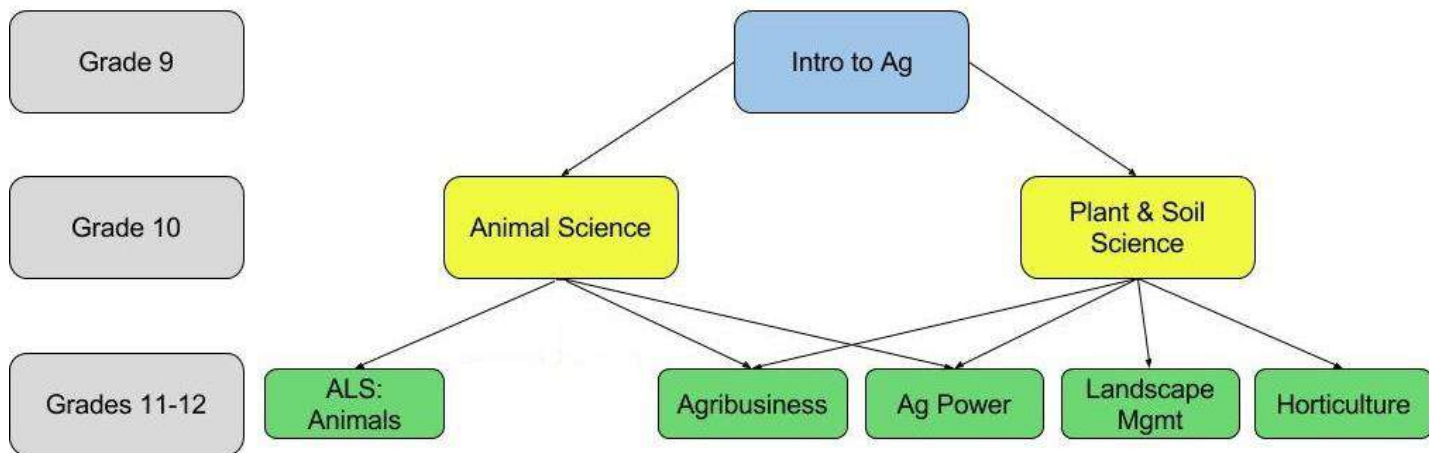 Grade 9
Intro to Ag
Grade 10
Animal Science
Plant & Soil
Science
Grades 11-12
ALS:
Animals
Agribusiness
Ag Power
Landscape
Mgmt
Horticulture